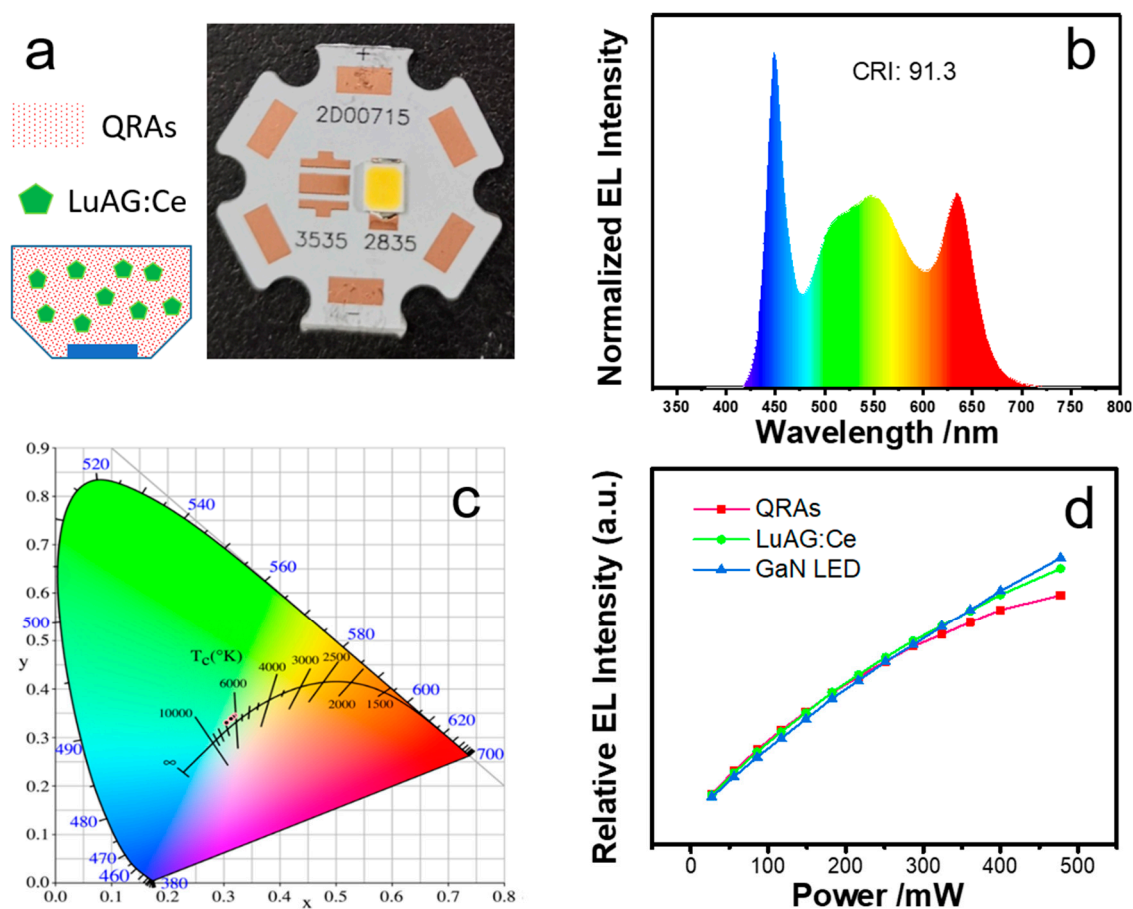 a
QRAs
LuAG:Ce
+
2D00715
3535 2835
-
b
CRI: 91.3
Normalized EL Intensity
350 400 450 500 550 600 650 700 750 800
Wavelength /nm
c
0.9
0.8
0.7
0.6
0.5
y
0.4
0.3
0.2
0.1
0.0
0.0 0.1 0.2 0.3 0.4 0.5 0.6 0.7 0.8
x
520
540
560
580
600
620
700
500
490
480
470
460
380
Tc(°K)
∞
10000
6000
4000
3000
2500
2000
1500
d
QRAs
LuAG:Ce
GaN LED
Relative EL Intensity (a.u.)
0 100 200 300 400 500
Power /mW